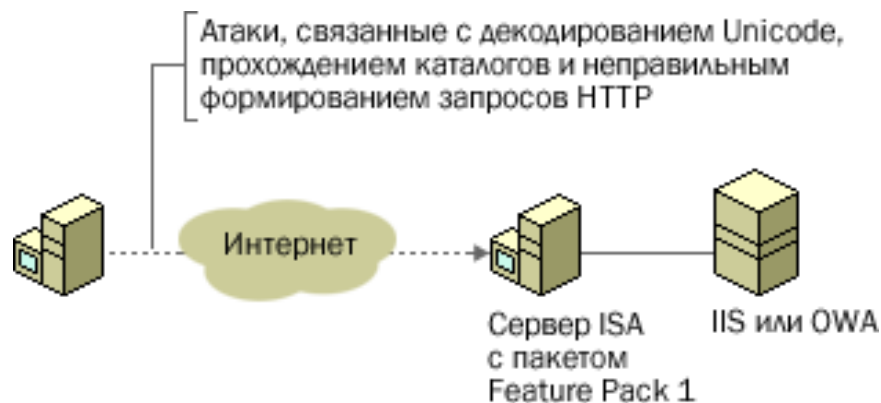 Атаки, связанные с декодированием Unicode,
прохождением каталогов и неправильным
формированием запросов HTTP
Интернет
Сервер ISA
с пакетом
Feature Pack 1
IIS или OWA